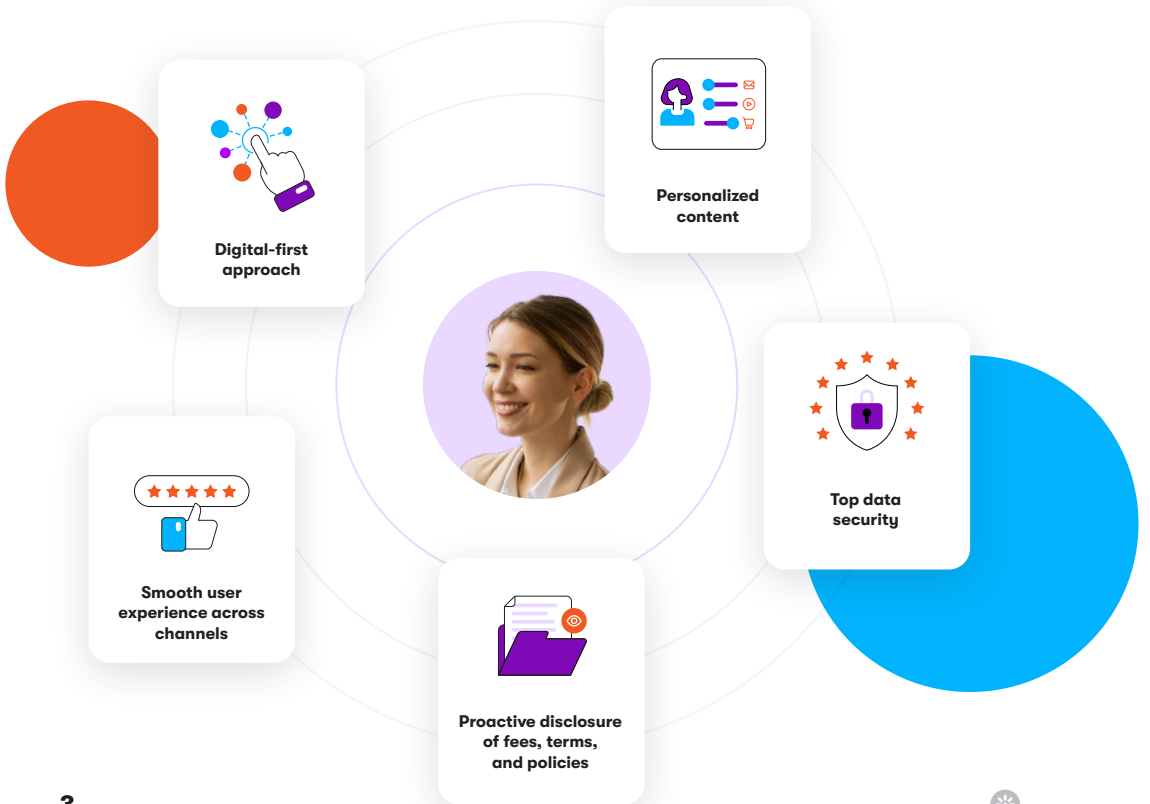 Personalized
content
Digital-first
approach
Top data
security
Smooth user
experience across
channels
Proactive disclosure
of fees, terms,
and policies
3